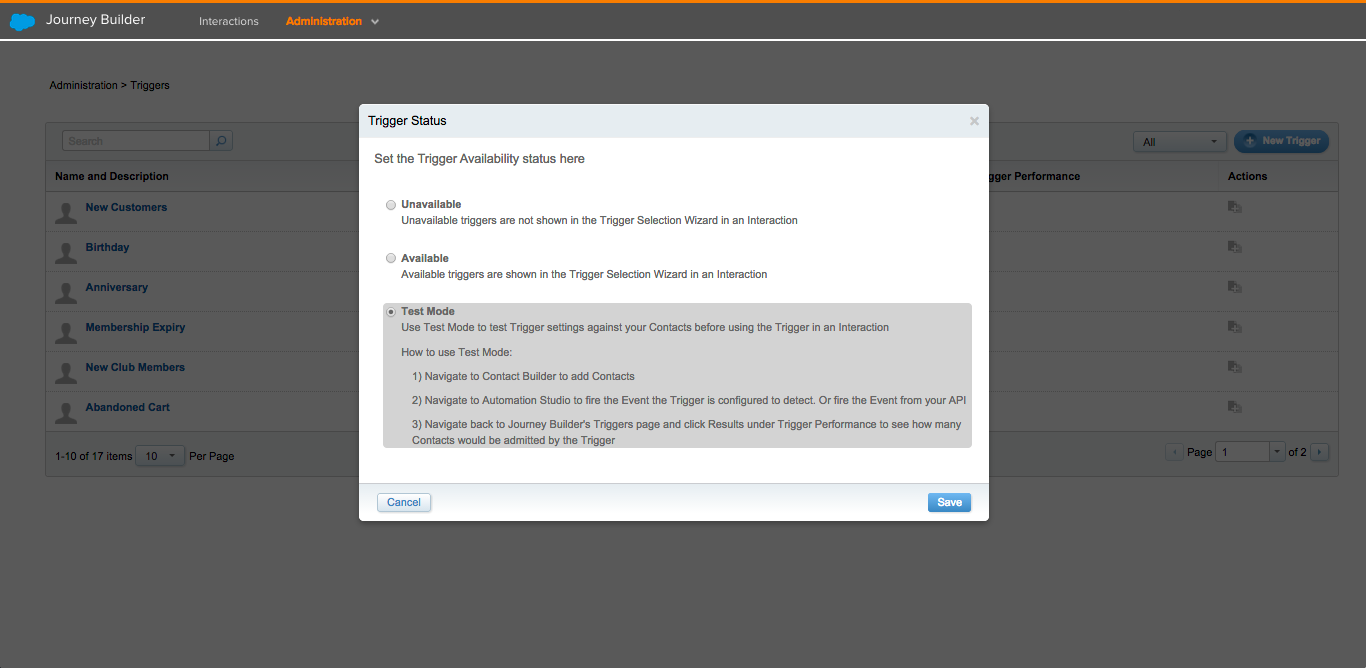 Journey Builder
Interactions
Administration
Administration > Triggers
Trigger Status
Search
All
New Trigger
Set the Trigger Availability status here
Name and Description
gger Performance
Actions
New Customers
Birthday
Anniversary
Membership Expiry
New Club Members
Abandoned Cart
Unavailable
Unavailable triggers are not shown in the Trigger Selection Wizard in an Interaction
Available
Available triggers are shown in the Trigger Selection Wizard in an Interaction
Test Mode
Use Test Mode to test Trigger settings against your Contacts before using the Trigger in an Interaction
How to use Test Mode:
1) Navigate to Contact Builder to add Contacts
2) Navigate to Automation Studio to fire the Event the Trigger is configured to detect. Or fire the Event from your API
3) Navigate back to Journey Builder's Triggers page and click Results under Trigger Performance to see how many
Contacts would be admitted by the Trigger
1-10 of 17 items 10 Per Page
Page 1 of 2
Cancel
Save